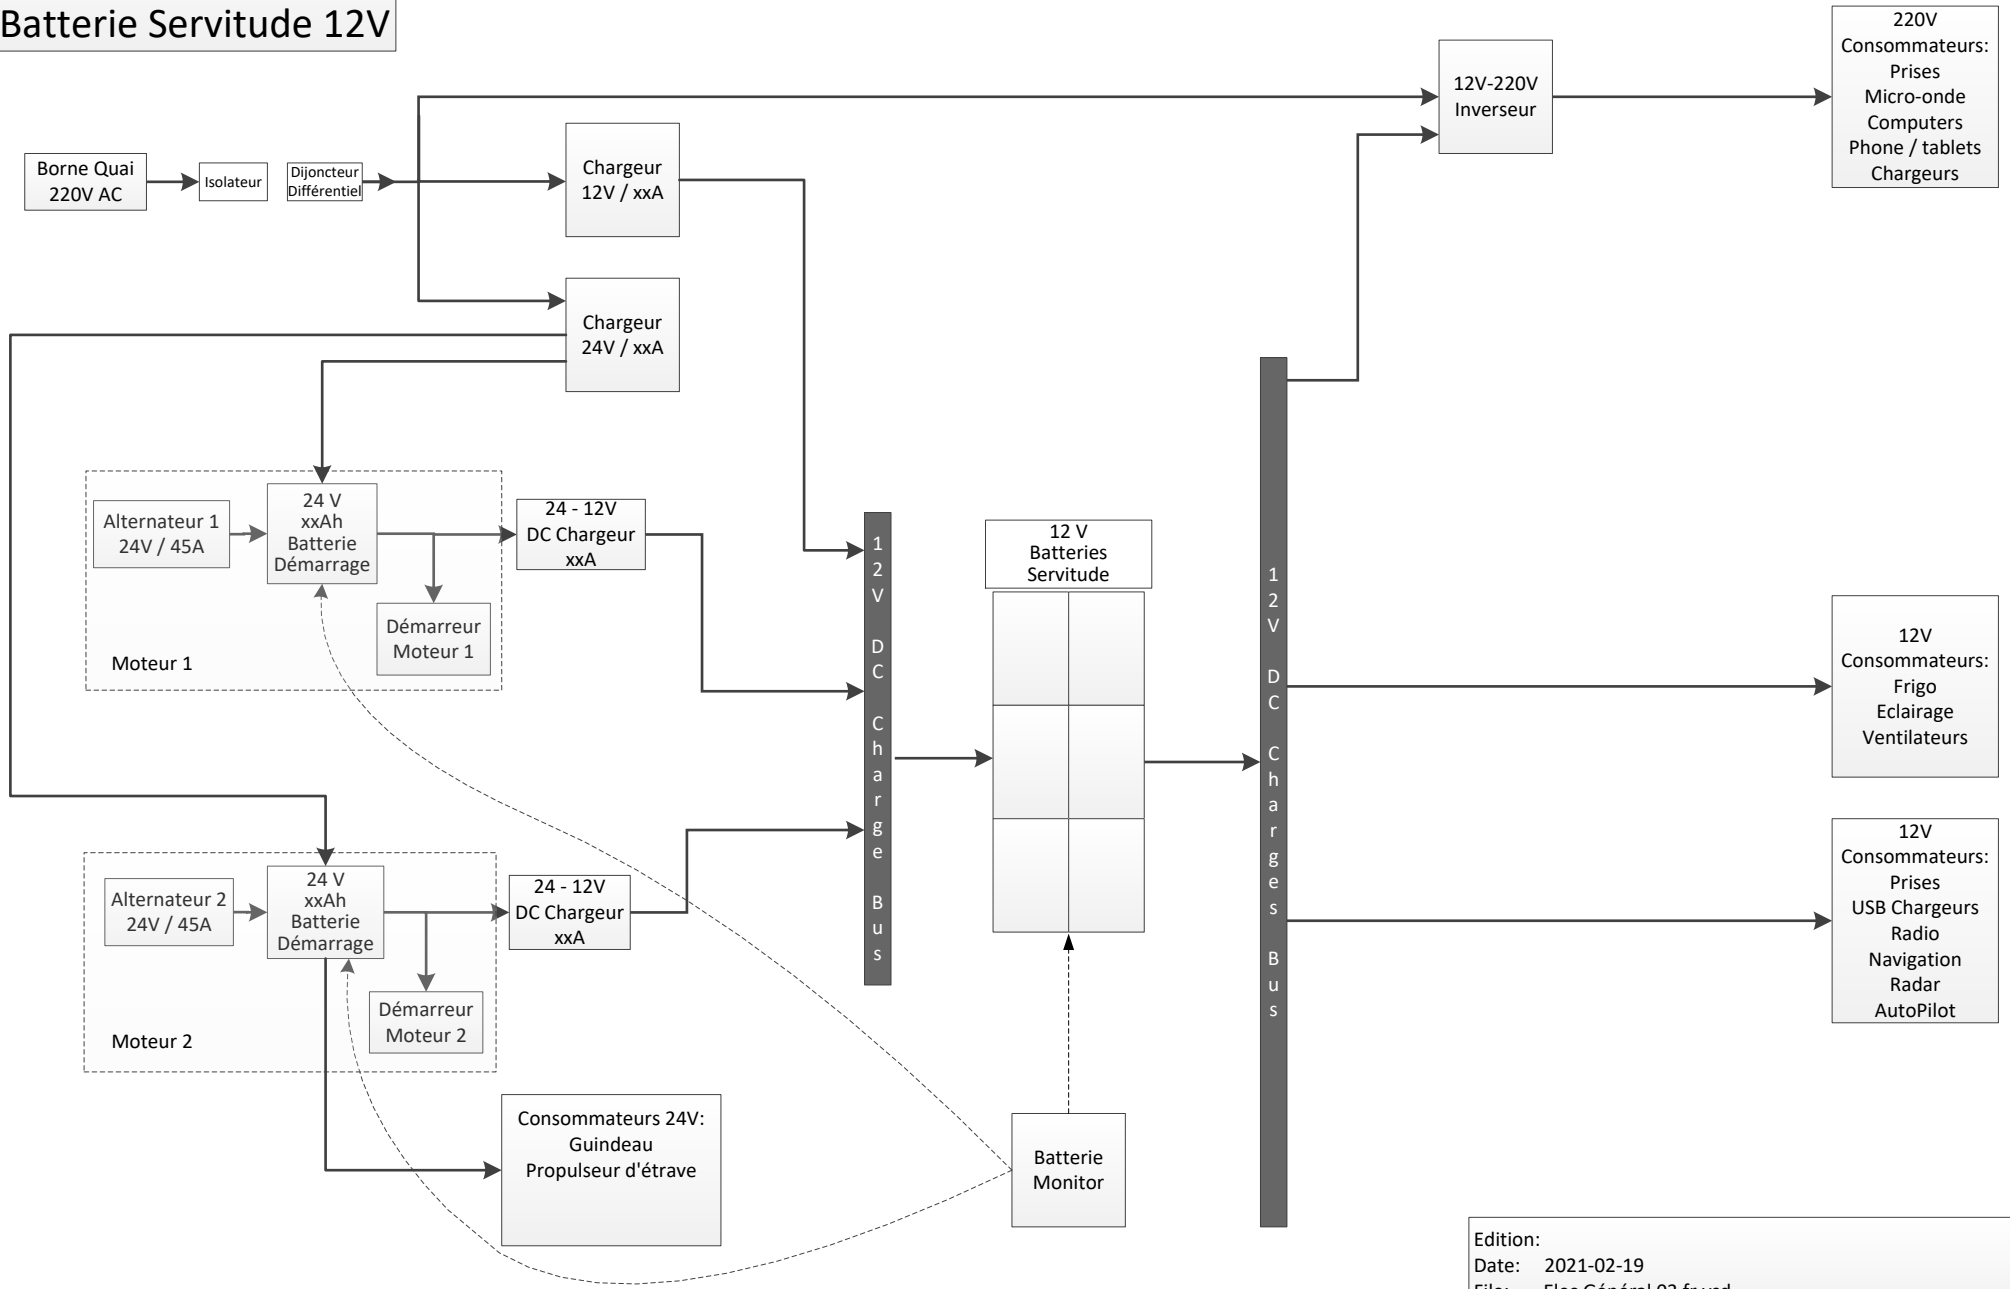 Batterie Servitude 12V
220V
Consommateurs:
Prises
Micro-onde
Computers
Phone / tablets
Chargeurs
12V-220V
Inverseur
Borne Quai
220V AC
Isolateur
Dijoncteur
Différentiel
Chargeur
12V / xxA
Chargeur
24V / xxA
Alternateur 1
24V / 45A
24 V
xxAh
Batterie
Démarrage
Démarreur
Moteur 1
Moteur 1
24 - 12V
DC Chargeur
xxA
12V DC Charge Bus
12 V
Batteries
Servitude
12V DC Charges Bus
12V
Consommateurs:
Frigo
Eclairage
Ventilateurs
12V
Consommateurs:
Prises
USB Chargeurs
Radio
Navigation
Radar
AutoPilot
Alternateur 2
24V / 45A
24 V
xxAh
Batterie
Démarrage
Démarreur
Moteur 2
Moteur 2
24 - 12V
DC Chargeur
xxA
Consommateurs 24V:
Guindeau
Propulseur d'étrave
Batterie
Monitor
Edition:
Date: 2021-02-19